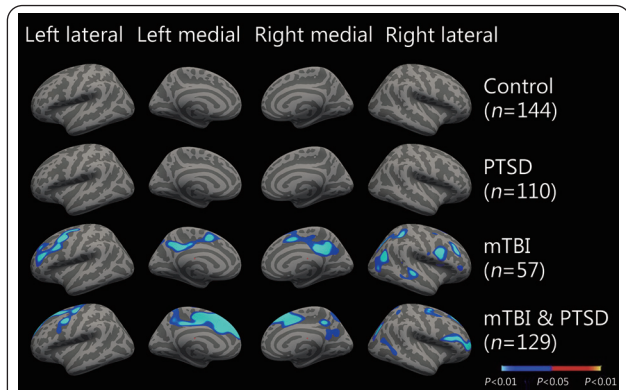 Left lateral Left medial Right medial Right lateral
Control
(n=144)
PTSD
(n=110)
mTBI
(n=57)
mTBI & PTSD
(n=129)
P<0.01 P<0.05 P<0.01